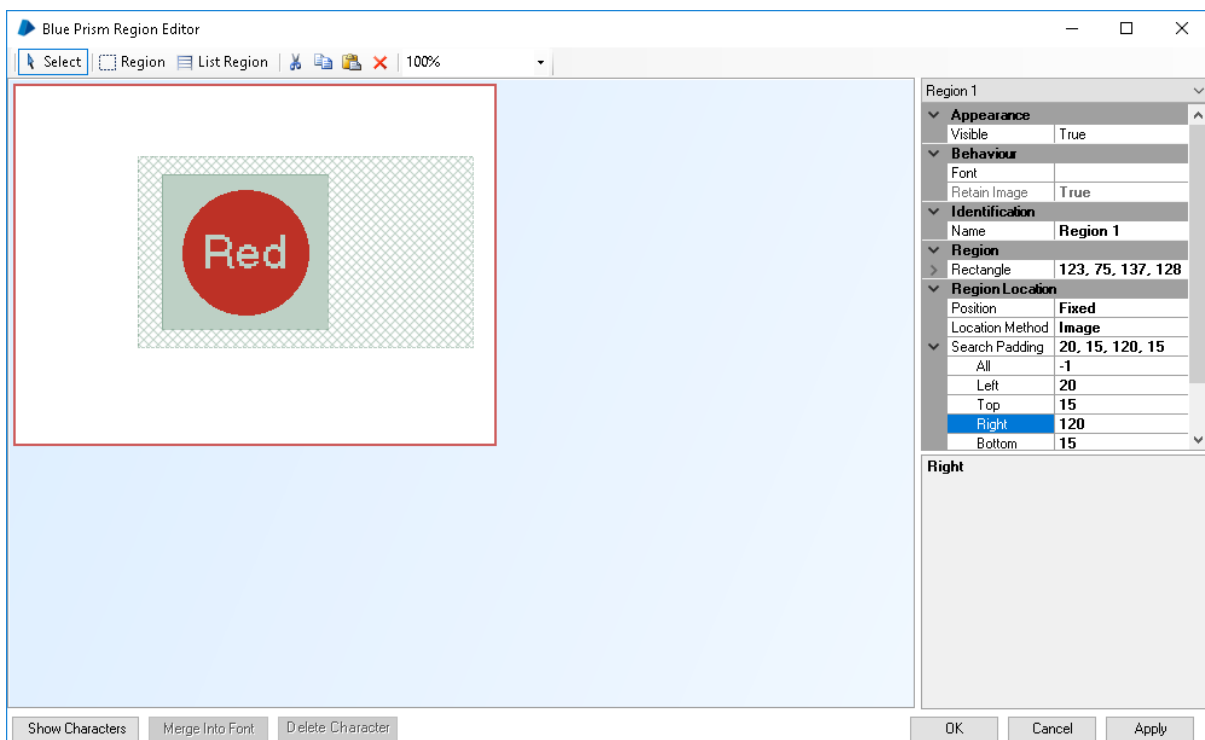 Blue Prism Region Editor
Select Region List Region 100%
Region 1
Appearance
Visible True
Behaviour
Font
Retain Image True
Identification
Name Region 1
Region
Rectangle 123, 75, 137, 128
Region Location
Position Fixed
Location Method Image
Search Padding 20, 15, 120, 15
All -1
Left 20
Top 15
Right 120
Bottom 15
Red
Right
Show Characters Merge Into Font Delete Character OK Cancel Apply